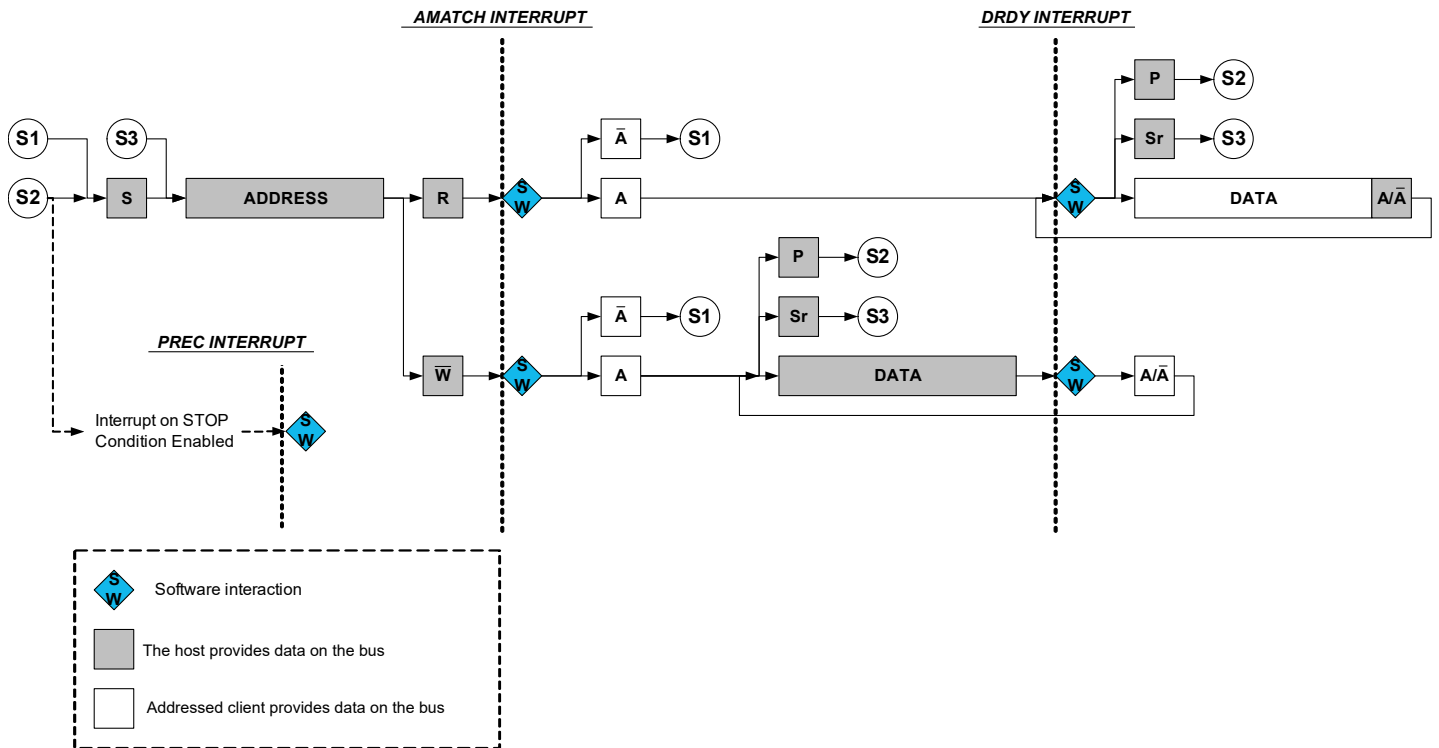 AMATCH INTERRUPT
DRDY INTERRUPT
P
S2
S1
S3
A̅
S1
Sr
S3
S2
S
ADDRESS
R
S
W
A
S
W
DATA
A/A̅
P
S2
A̅
S1
Sr
S3
PREC INTERRUPT
W̅
S
W
A
DATA
S
W
A/A̅
Interrupt on STOP
Condition Enabled
S
W
S
W
Software interaction
The host provides data on the bus
Addressed client provides data on the bus